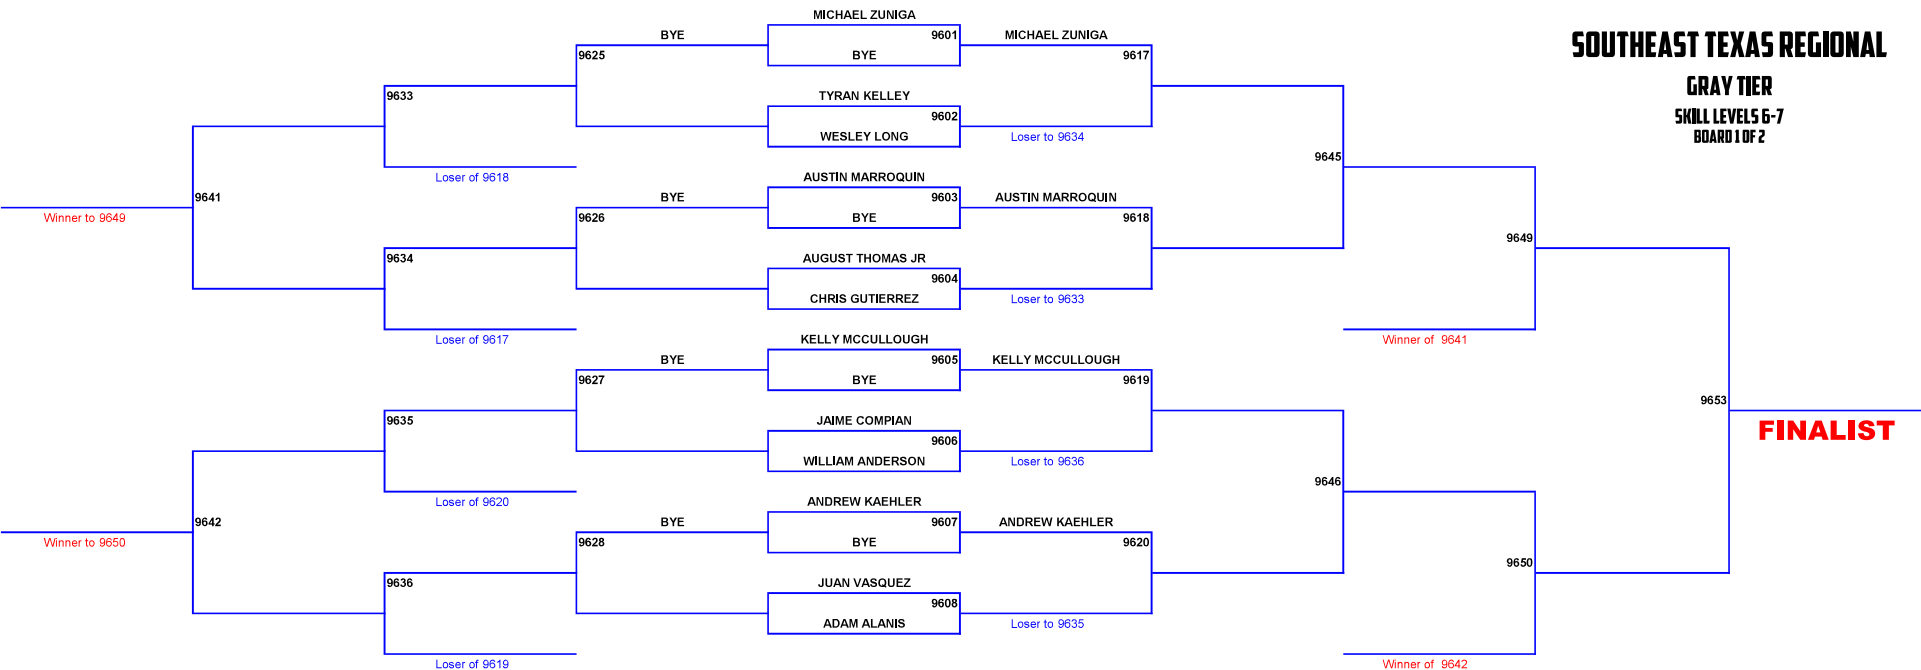 MICHAEL ZUNIGA
BYE
9601
MICHAEL ZUNIGA
SOUTHEAST TEXAS REGIONAL
9625
BYE
9617
GRAY TIER
9633
TYRAN KELLEY
SKILL LEVELS 6-7
9602
WESLEY LONG
Loser to 9634
BOARD 1 OF 2
9645
Loser of 9618
AUSTIN MARROQUIN
9641
BYE
9603
AUSTIN MARROQUIN
Winner to 9649
9626
BYE
9618
9649
9634
AUGUST THOMAS JR
9604
CHRIS GUTIERREZ
Loser to 9633
Loser of 9617
KELLY MCCULLOUGH
Winner of 9641
BYE
9605
KELLY MCCULLOUGH
9627
BYE
9619
9653
9635
JAIME COMPIAN
FINALIST
9606
WILLIAM ANDERSON
Loser to 9636
9646
Loser of 9620
ANDREW KAEHLER
9642
BYE
9607
ANDREW KAEHLER
Winner to 9650
9628
BYE
9620
9650
9636
JUAN VASQUEZ
9608
ADAM ALANIS
Loser to 9635
Loser of 9619
Winner of 9642